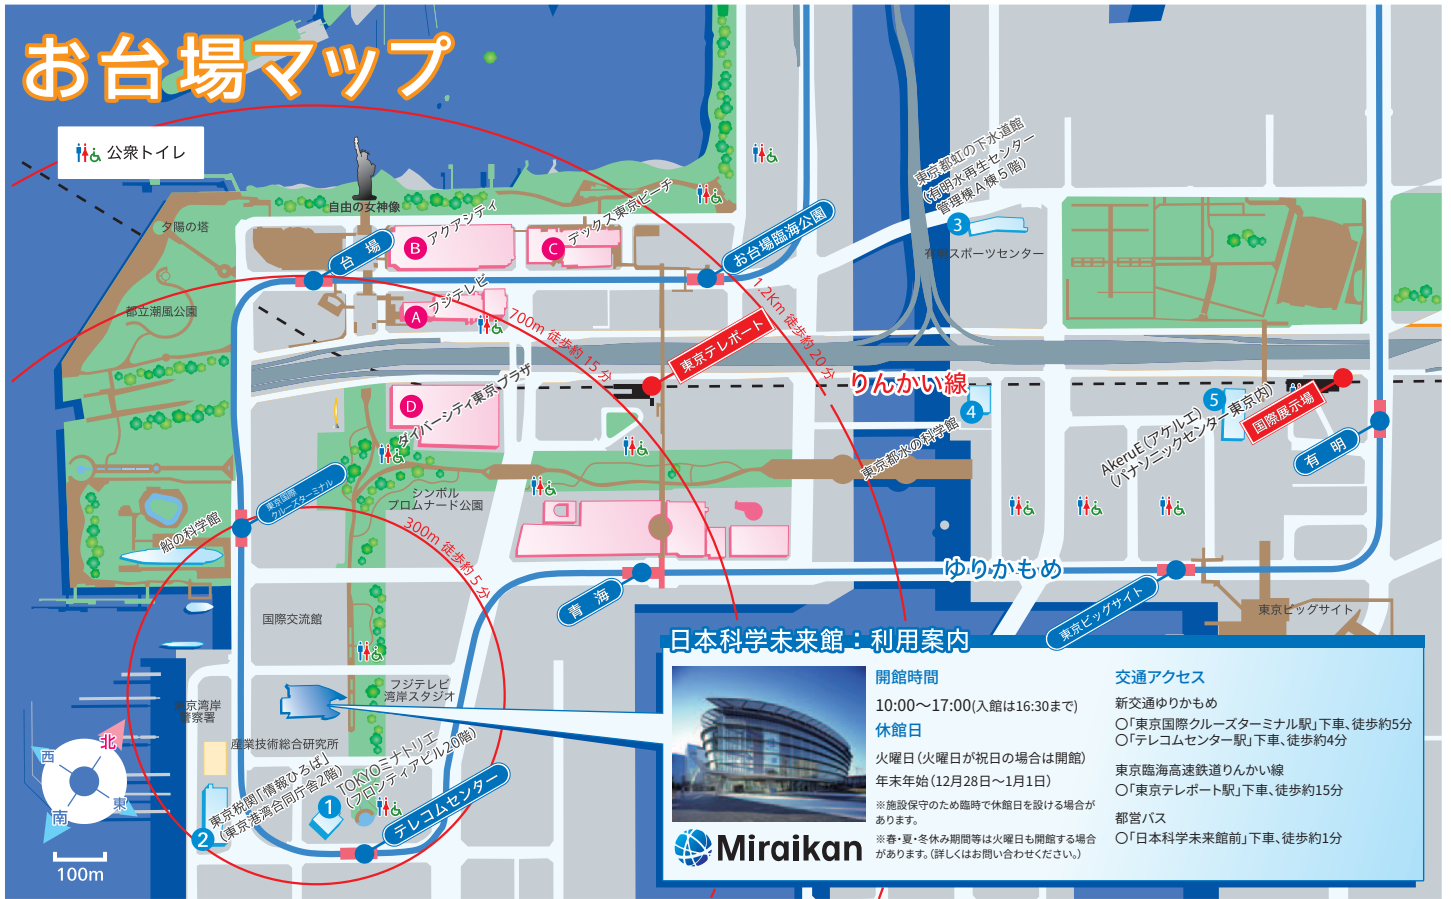 お台場マップ
公衆トイレ
自由の女神像
夕陽の塔
台場
B
アクアシティ
C
デックス東京ビーチ
お台場臨海公園
東京都虹の下水道館
(有明水再生センター
管理棟A棟5階)
3
有明スポーツセンター
都立潮風公園
A
フジテレビ
700m 徒歩約15分
1.2Km 徒歩約20分
東京テレポート
りんかい線
D
ダイバーシティ東京 プラザ
4
東京都水の科学館
5
AkeruE(アケルエ)
(パナソニックセンター東京内)
国際展示場
有明
東京国際
クルーズターミナル
シンボル
プロムナード公園
船の科学館
300m 徒歩約5分
青海
ゆりかもめ
東京ビッグサイト
東京ビッグサイト
国際交流館
フジテレビ
湾岸スタジオ
東京湾岸
警察署
産業技術総合研究所
東京税関「情報ひろば」
(東京港湾合同庁舎2階)
2
TOKYOミナトリエ
(フロンティアビル20階)
1
テレコムセンター
北
西
東
南
100m
日本科学未来館：利用案内
開館時間
10:00〜17:00(入館は16:30まで)
休館日
火曜日(火曜日が祝日の場合は開館)
年末年始(12月28日〜1月1日)
※施設保守のため臨時で休館日を設ける場合が
あります。
※春・夏・冬休み期間等は火曜日も開館する場合
があります。(詳しくはお問い合わせください。)
Miraikan
交通アクセス
新交通ゆりかもめ
〇「東京国際クルーズターミナル駅」下車、徒歩約5分
〇「テレコムセンター駅」下車、徒歩約4分
東京臨海高速鉄道りんかい線
〇「東京テレポート駅」下車、徒歩約15分
都営バス
〇「日本科学未来館前」下車、徒歩約1分